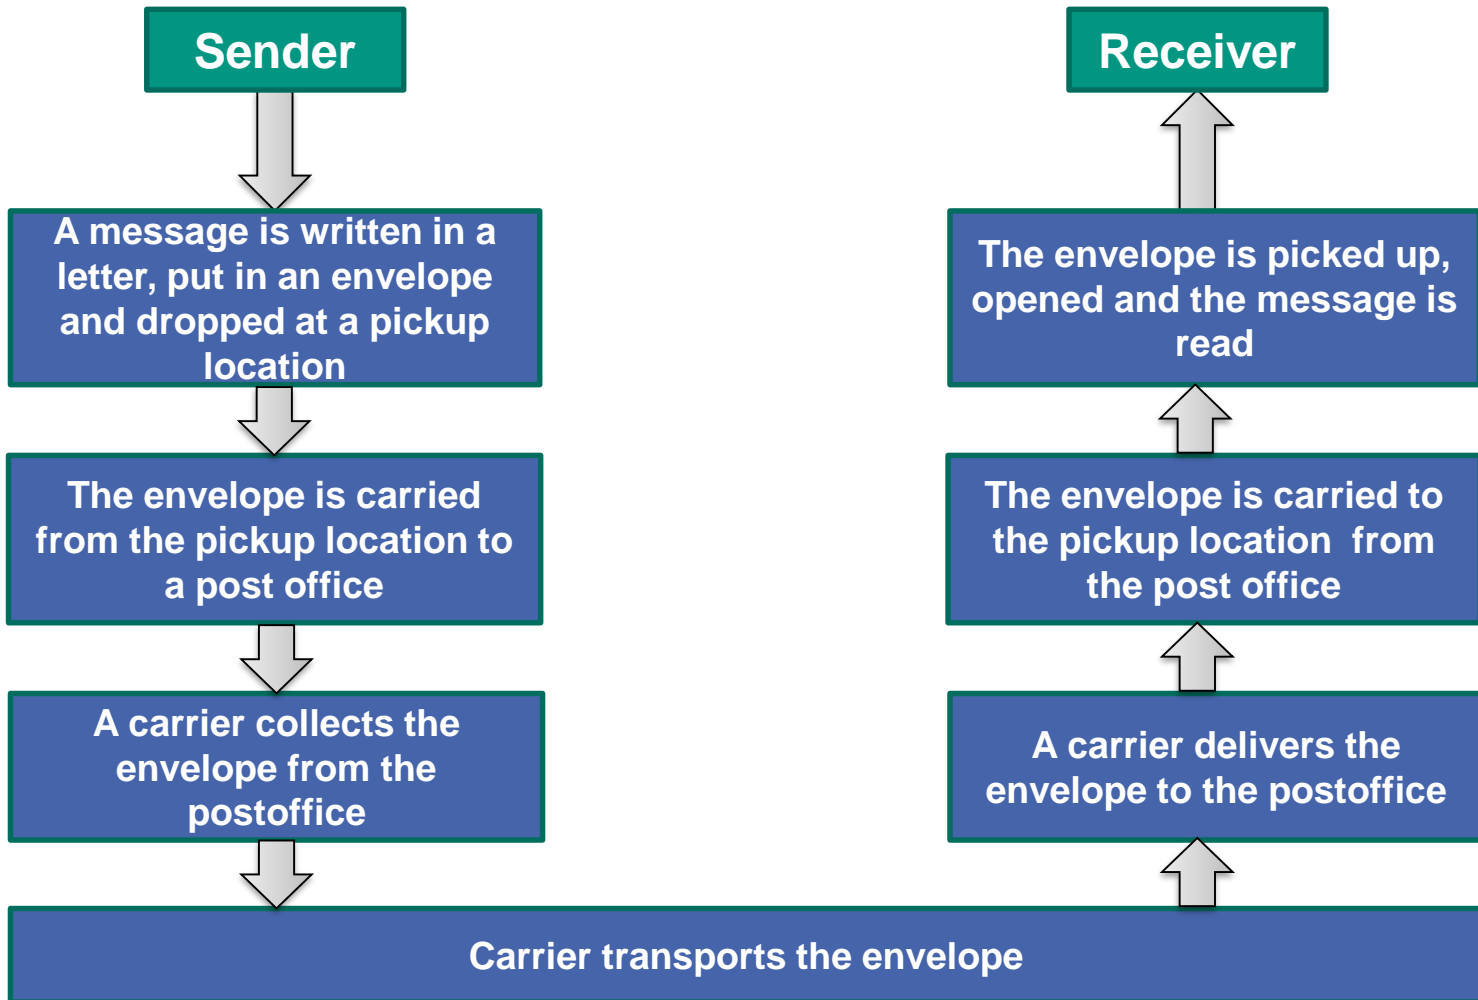 Sender
Receiver
A message is written in a
letter, put in an envelope
and dropped at a pickup
location
The envelope is picked up,
opened and the message is
read
The envelope is carried
from the pickup location to
a post office
The envelope is carried to
the pickup location  from
the post office
A carrier collects the
envelope from the
postoffice
A carrier delivers the
envelope to the postoffice
Carrier transports the envelope